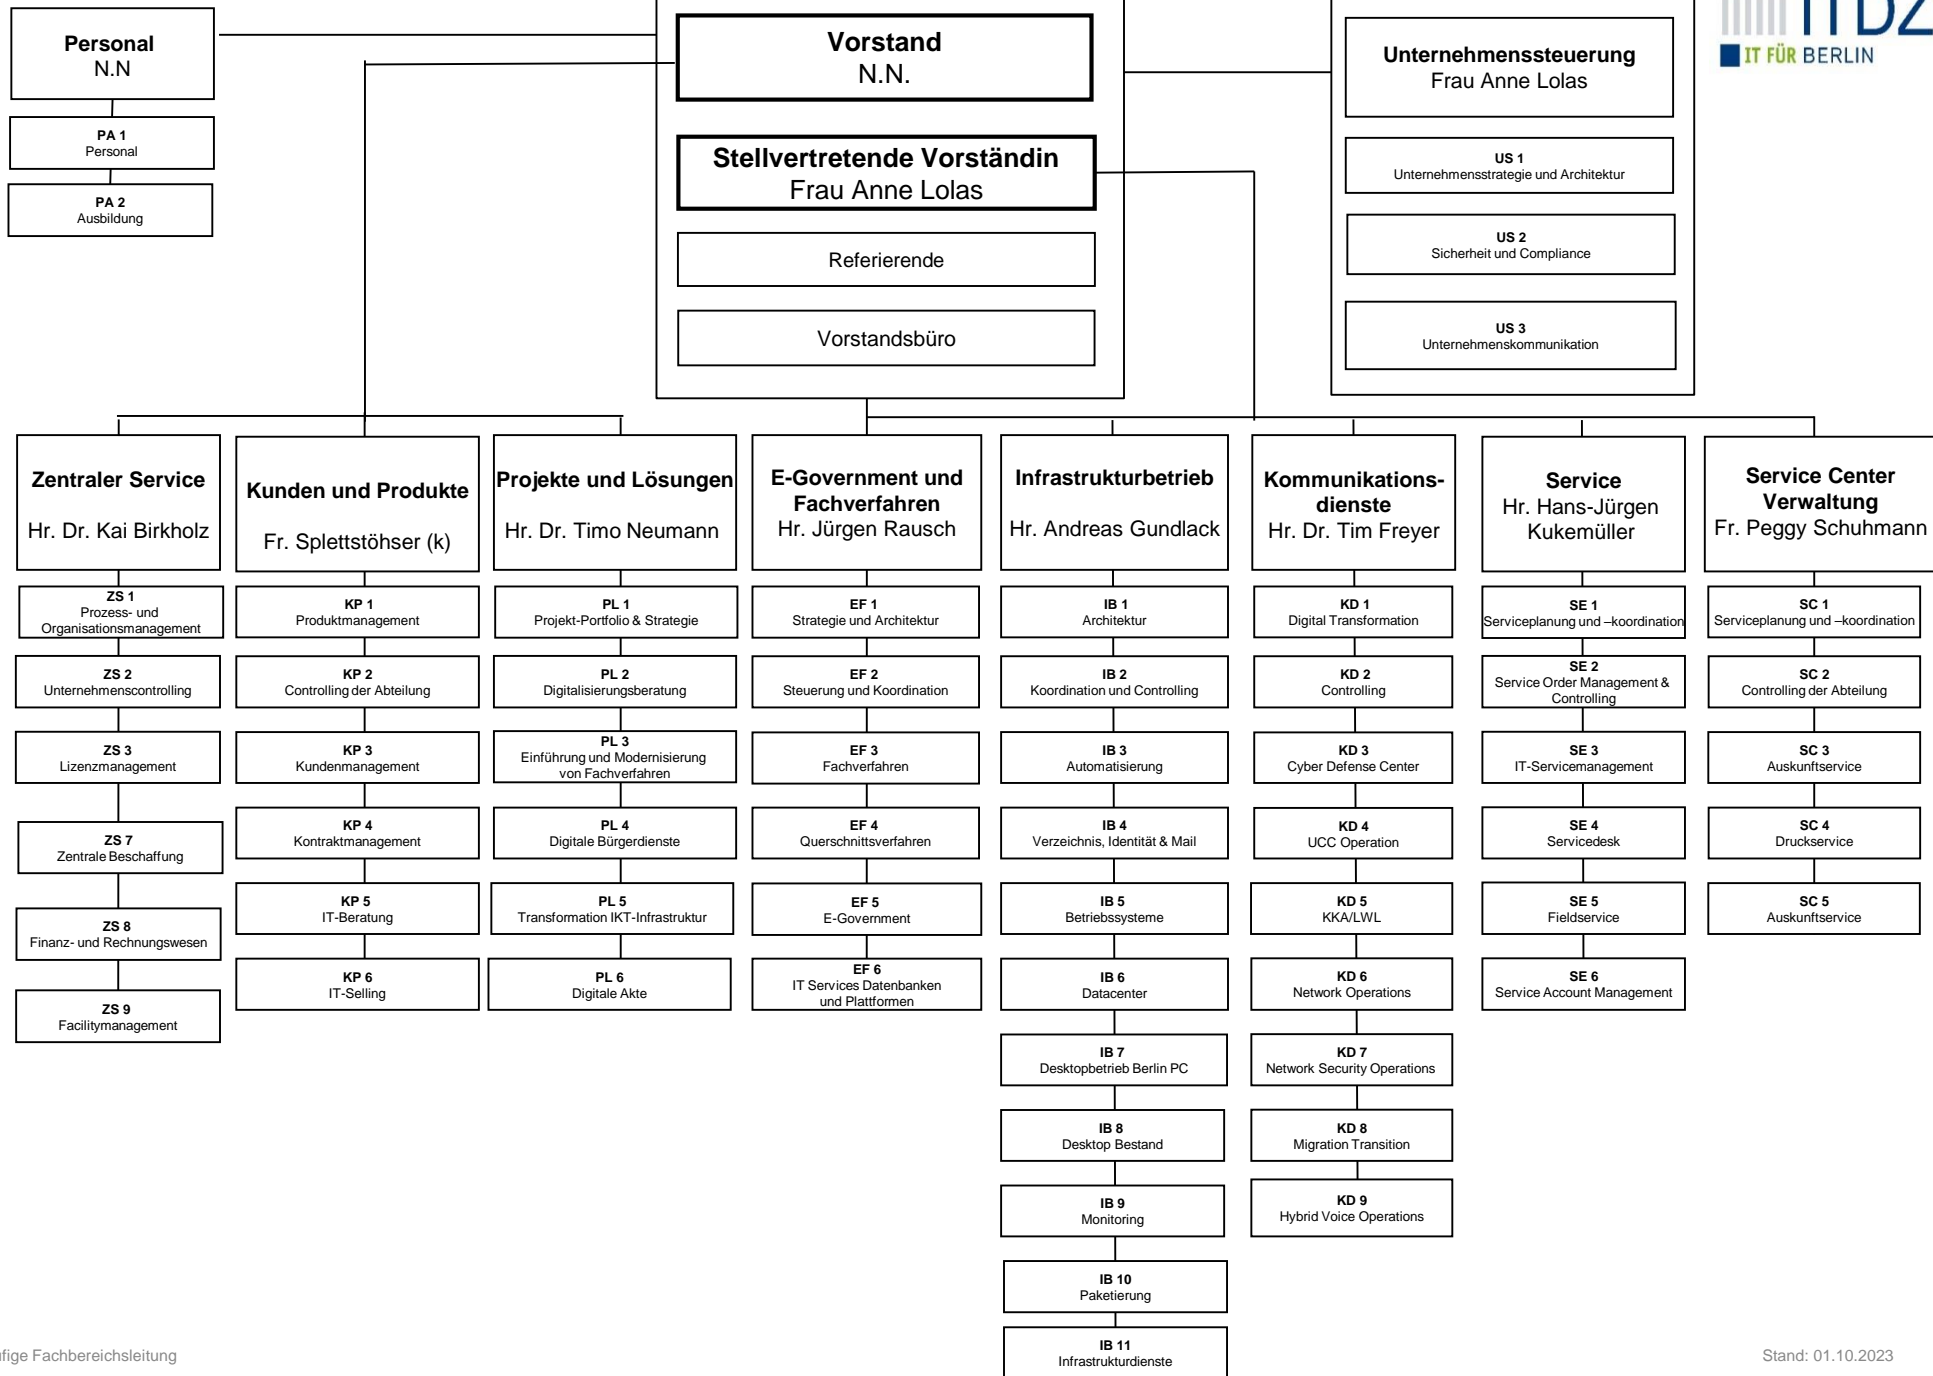 Personal
N.N
PA 1
Personal
PA 2
Ausbildung
Vorstand
N.N.
Stellvertretende Vorständin
Frau Anne Lolas
Referierende
Vorstandsbüro
Unternehmenssteuerung
Frau Anne Lolas
US 1
Unternehmensstrategie und Architektur
US 2
Sicherheit und Compliance
US 3
Unternehmenskommunikation
ITDZ
IT FÜR BERLIN
Zentraler Service
Hr. Dr. Kai Birkholz
ZS 1
Prozess- und
Organisationsmanagement
ZS 2
Unternehmenscontrolling
ZS 3
Lizenzmanagement
ZS 7
Zentrale Beschaffung
ZS 8
Finanz- und Rechnungswesen
ZS 9
Facilitymanagement
Kunden und Produkte
Fr. Splettstöhser (k)
KP 1
Produktmanagement
KP 2
Controlling der Abteilung
KP 3
Kundenmanagement
KP 4
Kontraktmanagement
KP 5
IT-Beratung
KP 6
IT-Selling
Projekte und Lösungen
Hr. Dr. Timo Neumann
PL 1
Projekt-Portfolio & Strategie
PL 2
Digitalisierungsberatung
PL 3
Einführung und Modernisierung
von Fachverfahren
PL 4
Digitale Bürgerdienste
PL 5
Transformation IKT-Infrastruktur
PL 6
Digitale Akte
E-Government und
Fachverfahren
Hr. Jürgen Rausch
EF 1
Strategie und Architektur
EF 2
Steuerung und Koordination
EF 3
Fachverfahren
EF 4
Querschnittsverfahren
EF 5
E-Government
EF 6
IT Services Datenbanken
und Plattformen
Infrastrukturbetrieb
Hr. Andreas Gundlack
IB 1
Architektur
IB 2
Koordination und Controlling
IB 3
Automatisierung
IB 4
Verzeichnis, Identität & Mail
IB 5
Betriebssysteme
IB 6
Datacenter
IB 7
Desktopbetrieb Berlin PC
IB 8
Desktop Bestand
IB 9
Monitoring
IB 10
Paketierung
IB 11
Infrastrukturdienste
Kommunikations-
dienste
Hr. Dr. Tim Freyer
KD 1
Digital Transformation
KD 2
Controlling
KD 3
Cyber Defense Center
KD 4
UCC Operation
KD 5
KKA/LWL
KD 6
Network Operations
KD 7
Network Security Operations
KD 8
Migration Transition
KD 9
Hybrid Voice Operations
Service
Hr. Hans-Jürgen
Kukemüller
SE 1
Serviceplanung und –koordination
SE 2
Service Order Management &
Controlling
SE 3
IT-Servicemanagement
SE 4
Servicedesk
SE 5
Fieldservice
SE 6
Service Account Management
Service Center
Verwaltung
Fr. Peggy Schuhmann
SC 1
Serviceplanung und –koordination
SC 2
Controlling der Abteilung
SC 3
Auskunftservice
SC 4
Druckservice
SC 5
Auskunftservice
Fachbereichsleitung
Stand: 01.10.2023